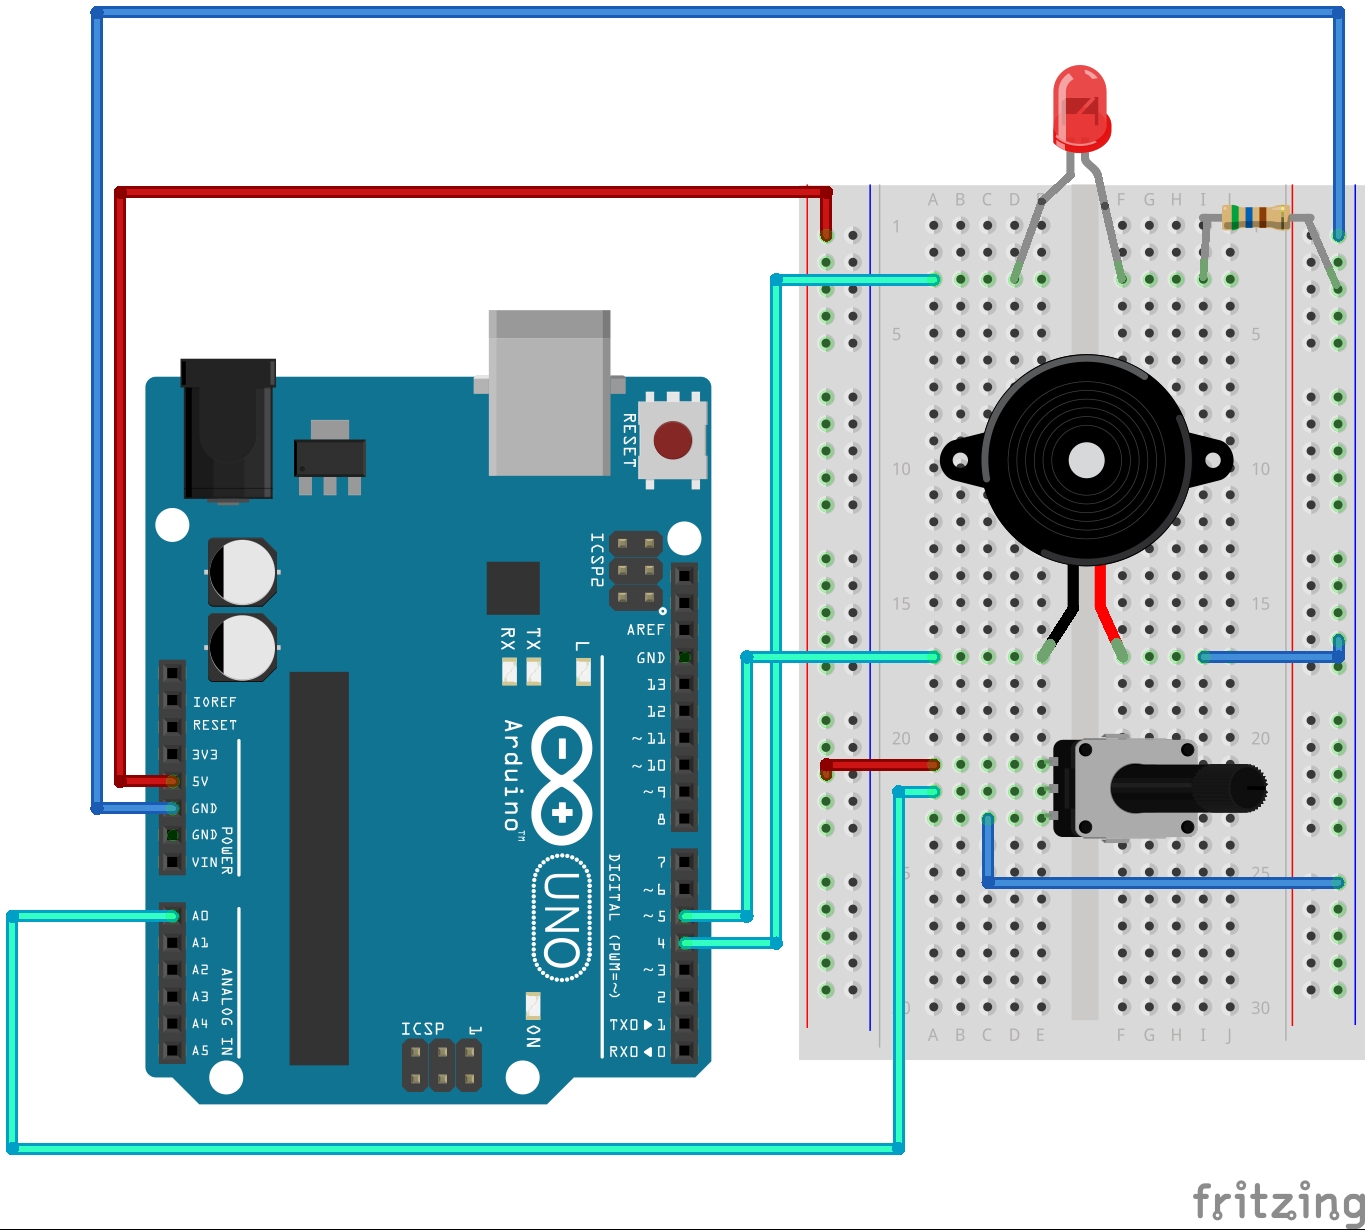 A B C D F G H I J
1
5 5
10 10
15 15
20 20
25
30
A B C D E F G H I J
RESET
ICSP2
AREF
GND
RX TX L
13
12
~11
~10
~9
8
7
~6
~5
4
~3
2
TX0▶1
RX0◀0
DIGITAL (PWM=~)
Arduino™
UNO
IOREF
RESET
3V3
5V
GND
GND
VIN
POWER
A0
A1
A2
A3
A4
A5
ANALOG IN
ICSP 1
ON
fritzing